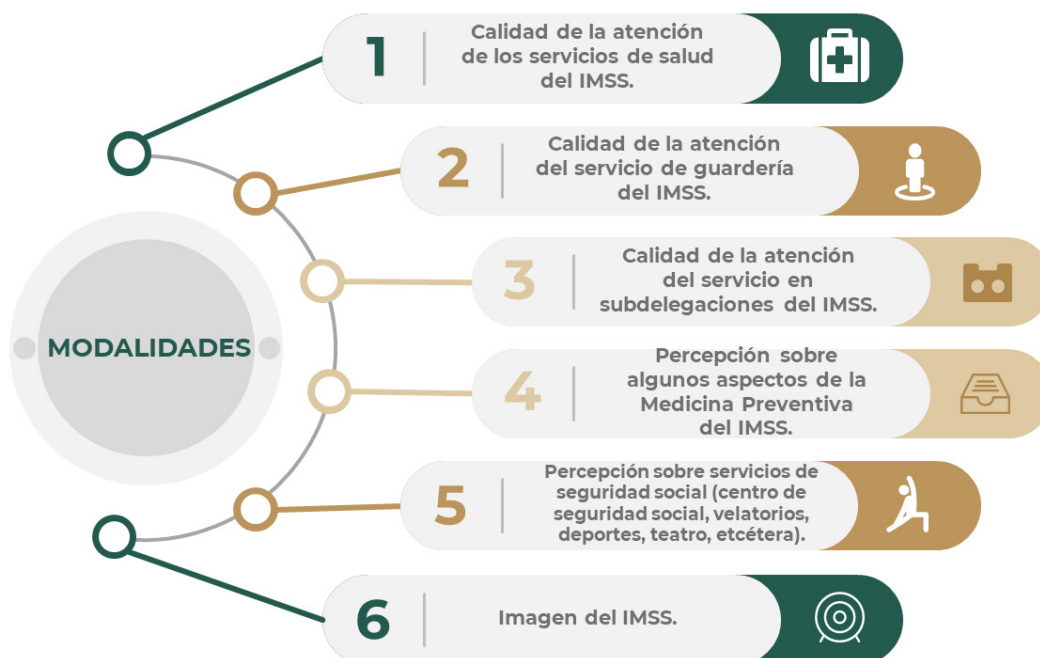 1
Calidad de la atención
de los servicios de salud
del IMSS.
2
Calidad de la atención
del servicio de guardería
del IMSS.
3
Calidad de la atención
del servicio en
subdelegaciones del IMSS.
MODALIDADES
4
Percepción sobre
algunos aspectos de la
Medicina Preventiva
del IMSS.
5
Percepción sobre servicios de
seguridad social (centro de
seguridad social, velatorios,
deportes, teatro, etcétera).
6
Imagen del IMSS.